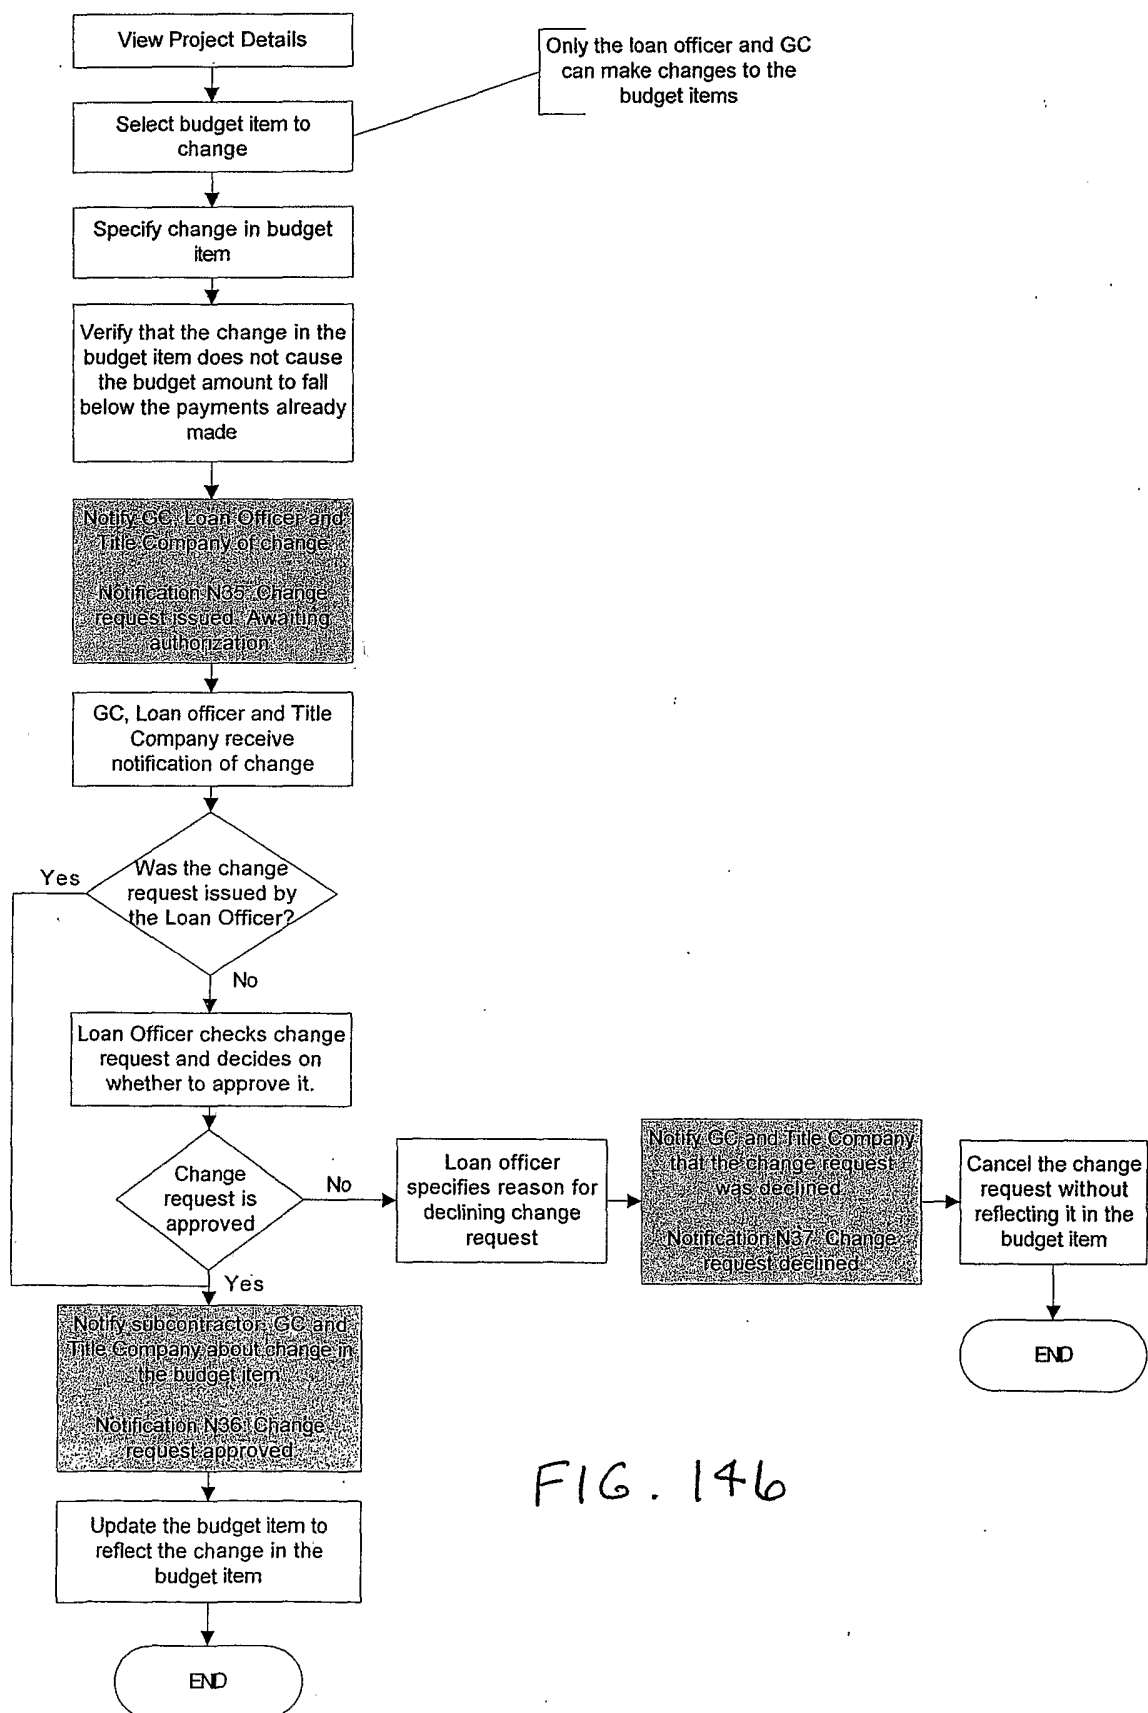 View Project Details
Only the loan officer and GC
can make changes to the
budget items
Select budget item to
change
Specify change in budget
item
Verify that the change in the
budget item does not cause
the budget amount to fall
below the payments already
made
Notify GC, Loan Officer and
Title Company of change
Notification N35: Change
request issued. Awaiting
authorization
GC, Loan officer and Title
Company receive
notification of change
Was the change
request issued by
the Loan Officer?
Yes
No
Loan Officer checks change
request and decides on
whether to approve it.
Change
request is
approved
No
Loan officer
specifies reason for
declining change
request
Notify GC and Title Company
that the change request
was declined
Notification N37: Change
request declined
Cancel the change
request without
reflecting it in the
budget item
END
Yes
Notify subcontractor, GC and
Title Company about change in
the budget item
Notification N36: Change
request approved
Update the budget item to
reflect the change in the
budget item
END
FIG. 14b